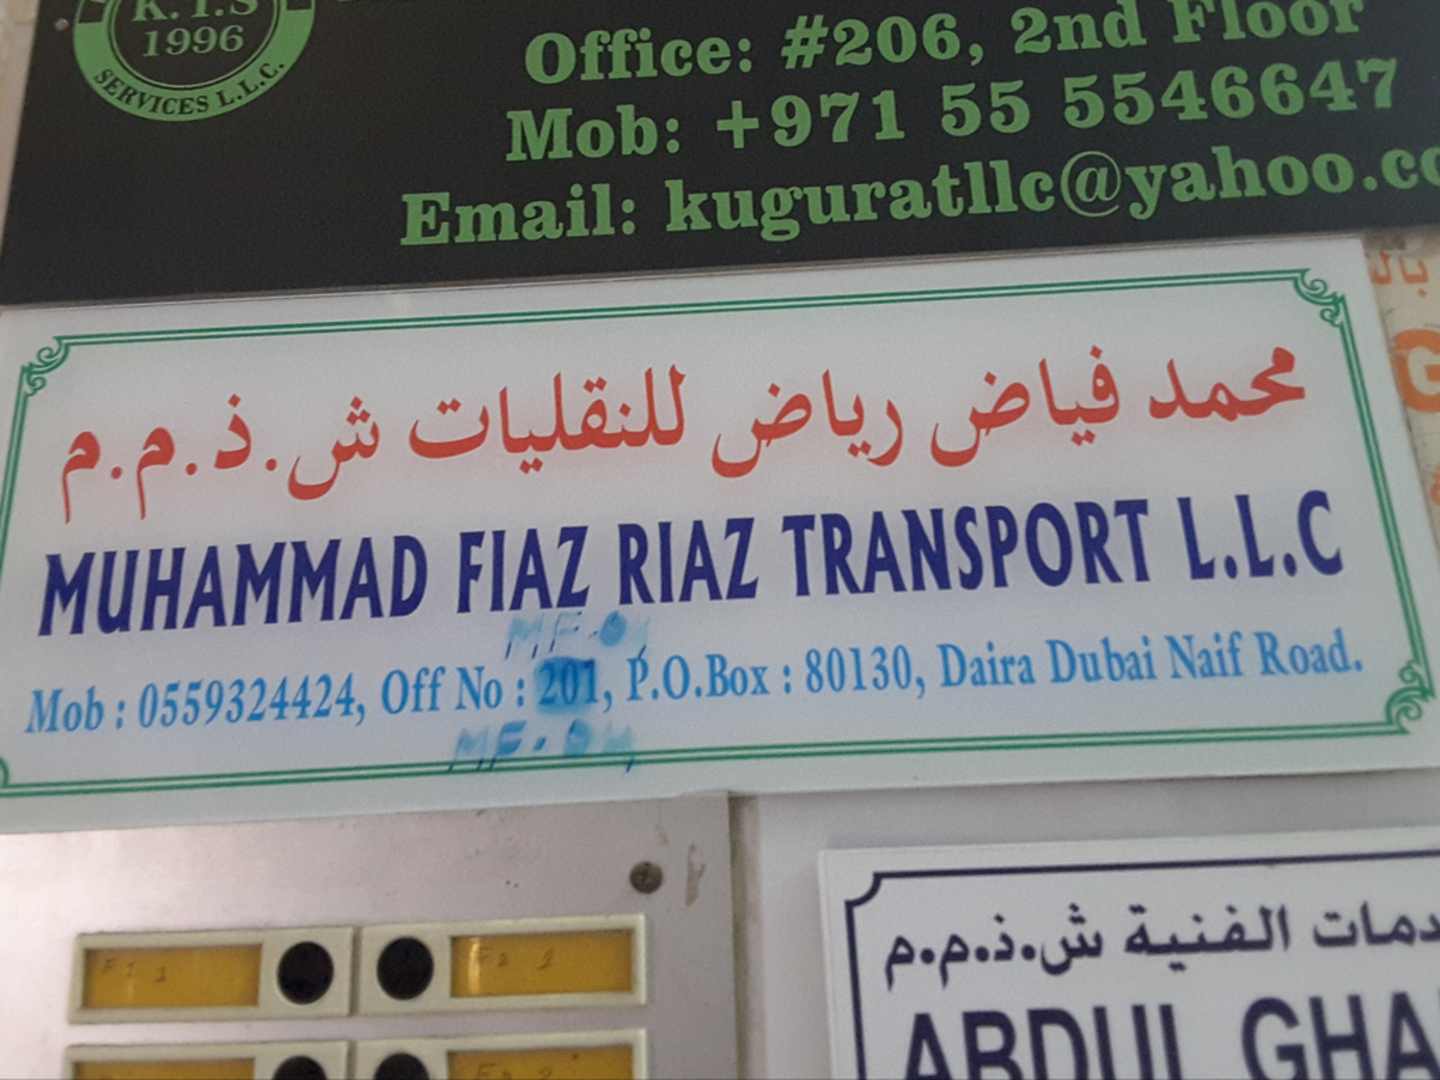 K.T.S
1996
SERVICES L.L.C.
Office: #206, 2nd Floor
Mob: +971 55 5546647
Email: kuguratllc@yahoo.co
محمد فياض رياض للنقليات ش.ذ.م.م
MUHAMMAD FIAZ RIAZ TRANSPORT L.L.C
Mob : 0559324424, Off No : 201, P.O.Box : 80130, Daira Dubai Naif Road.
دمات الفنية ش.ذ.م.م
ABDUL GHA